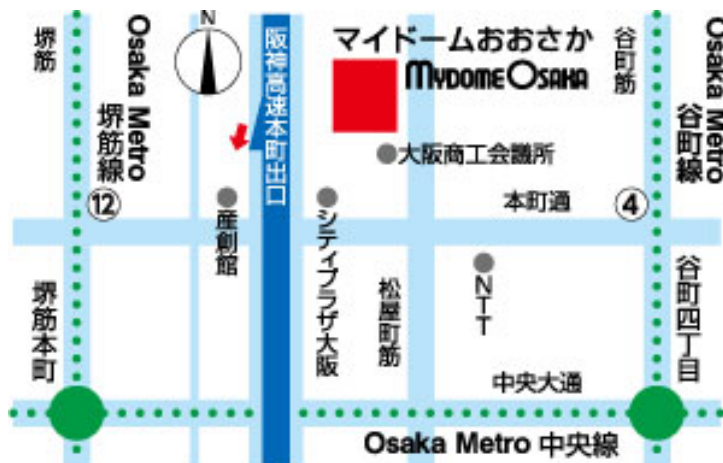 N
堺筋
Osaka Metro
堺筋線
⑫
阪神高速本町出口
マイドームおおさか
MYDOME OSAKA
大阪商工会議所
谷町筋
Osaka Metro
谷町線
④
本町通
産創館
シティプラザ大阪
松屋町筋
NTT
堺筋本町
谷町四丁目
中央大通
Osaka Metro 中央線